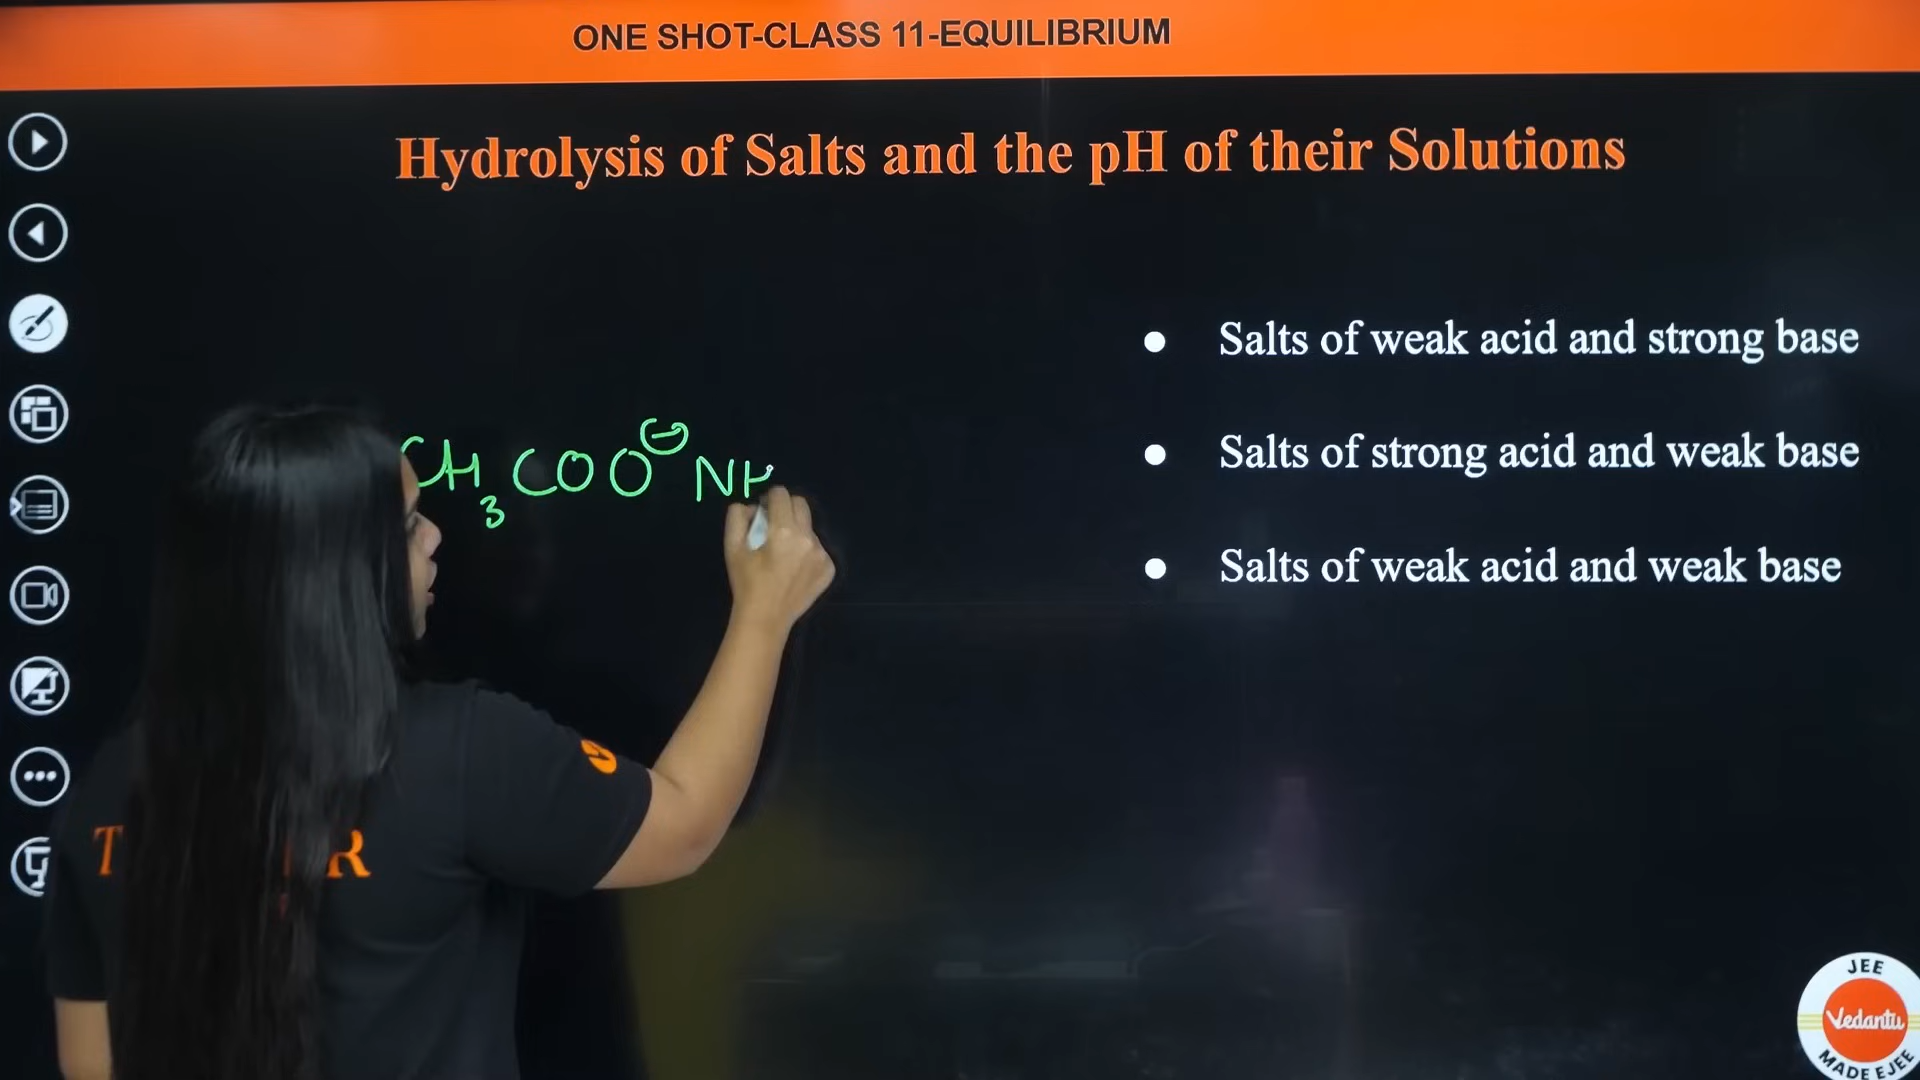 ONE SHOT-CLASS 11-EQUILIBRIUM
Hydrolysis of Salts and the pH of their Solutions
● Salts of weak acid and strong base
● Salts of strong acid and weak base
● Salts of weak acid and weak base
CH₃COO⊖ NH
JEE
Vedantu
MADE EJEE